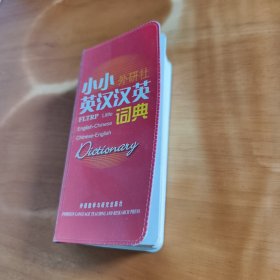 小小 外研社
英汉汉英
FLTRP Little
English-Chinese
Chinese-English
词典
Dictionary
外语教学与研究出版社
FOREIGN LANGUAGE TEACHING AND RESEARCH PRESS